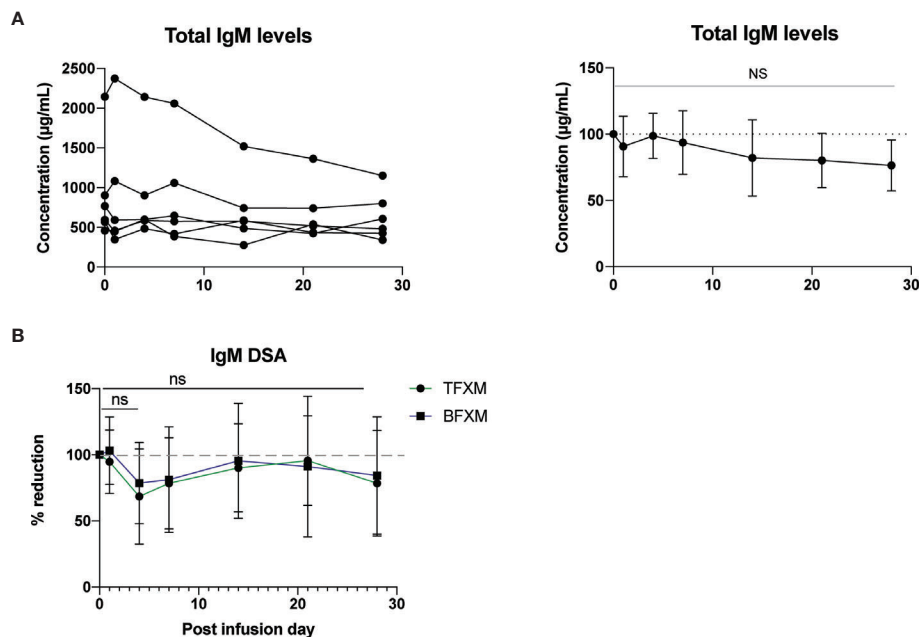 A
Total IgM levels
Concentration (µg/mL)
2500
2000
1500
1000
500
0
0 10 20 30
Total IgM levels
Concentration (µg/mL)
150
100
50
0
NS
0 10 20 30
B
IgM DSA
% reduction
150
100
50
0
ns
ns
0 10 20 30
Post infusion day
TFXM
BFXM